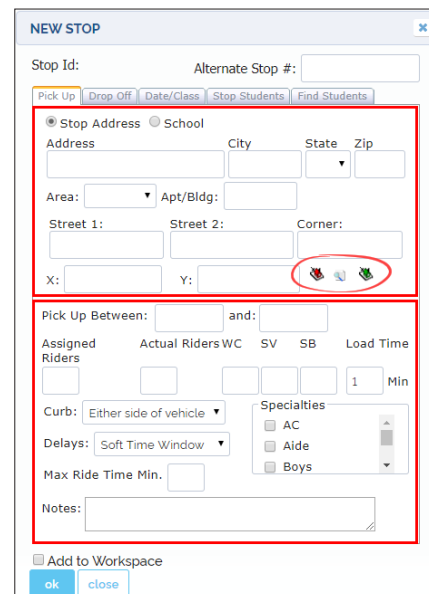 NEW STOP
Stop Id: Alternate Stop #:
Pick Up Drop Off Date/Class Stop Students Find Students
Stop Address School
Address City State Zip
Area: Apt/Bldg:
Street 1: Street 2: Corner:
X: Y:
Pick Up Between: and:
Assigned Riders Actual Riders WC SV SB Load Time
1 Min
Curb: Either side of vehicle Specialties
AC
Delays: Soft Time Window Aide
Max Ride Time Min. Boys
Notes:
Add to Workspace
ok close